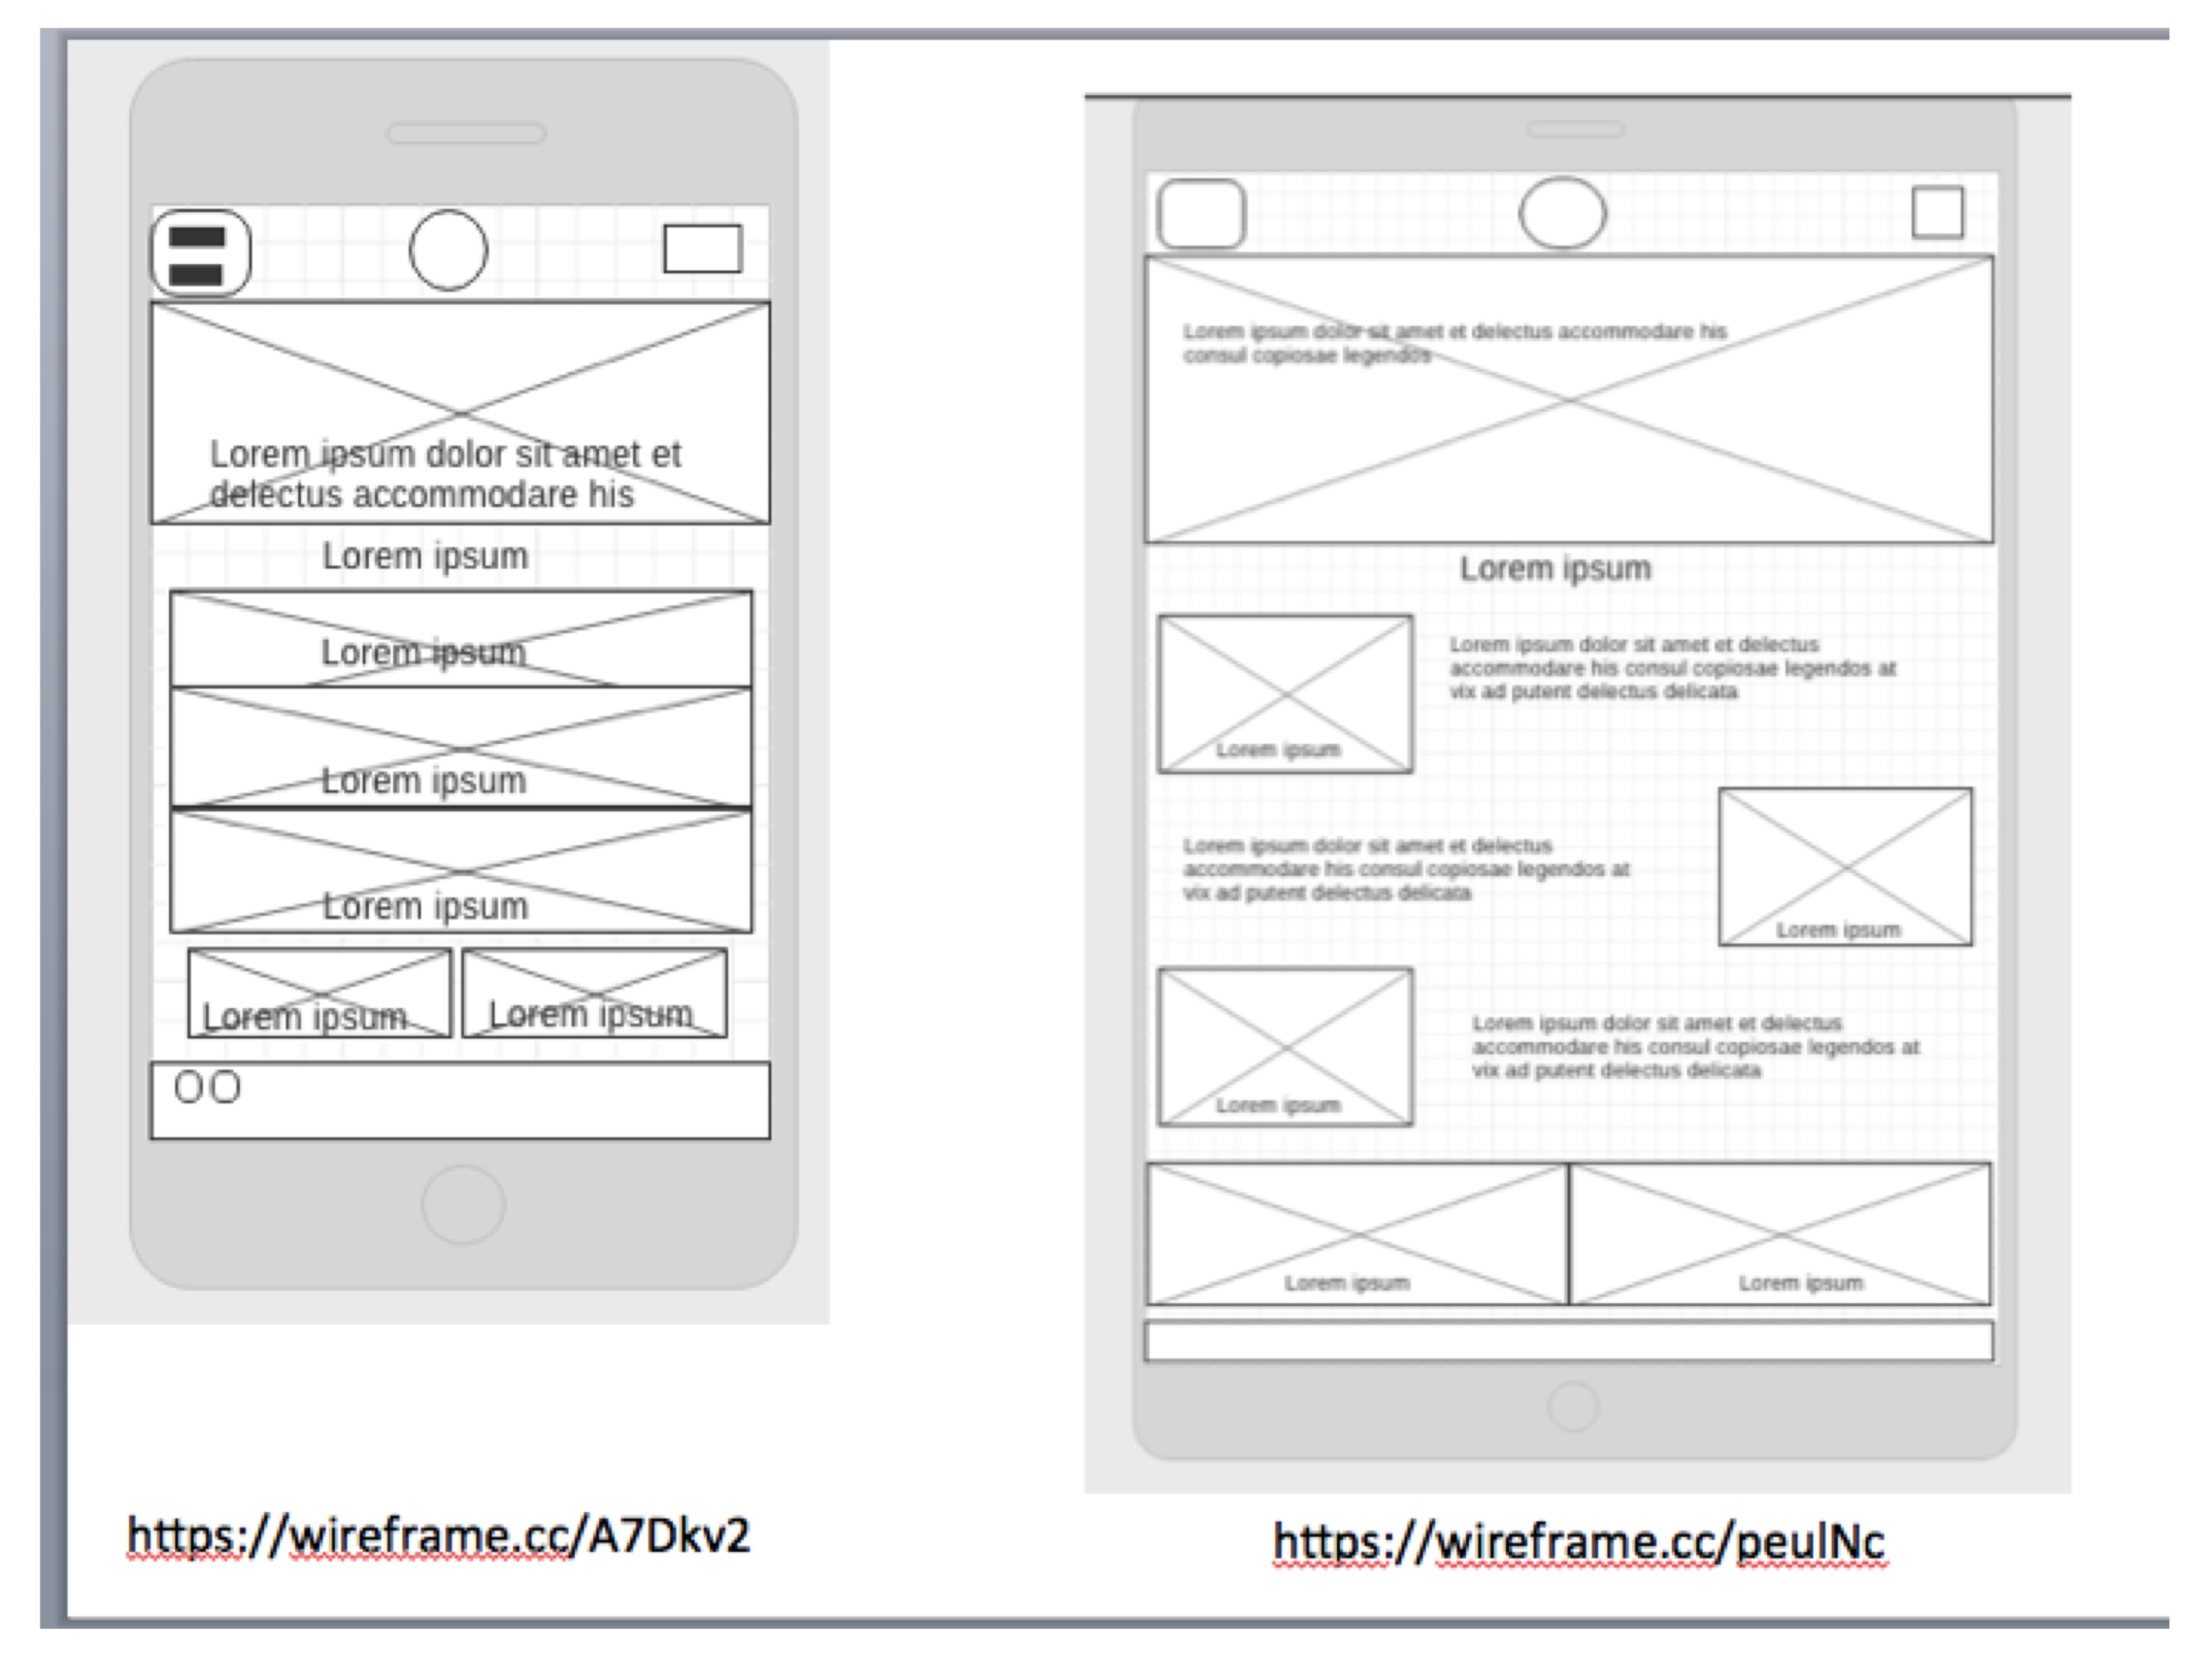 Lorem ipsum dolor sit amet et
delectus accommodare his
Lorem ipsum
Lorem ipsum
Lorem ipsum
Lorem ipsum
Lorem ipsum
Lorem ipsum
https://wireframe.cc/A7Dkv2
Lorem ipsum dolor sit amet et delectus accommodare his
consul copiosae legendos
Lorem ipsum
Lorem ipsum dolor sit amet et delectus
accommodare his consul copiosae legendos at
vix ad putent delectus delicata
Lorem ipsum
Lorem ipsum dolor sit amet et delectus
accommodare his consul copiosae legendos at
vix ad putent delectus delicata
Lorem ipsum
Lorem ipsum dolor sit amet et delectus
accommodare his consul copiosae legendos at
vix ad putent delectus delicata
Lorem ipsum
Lorem ipsum
Lorem ipsum
https://wireframe.cc/peulNc